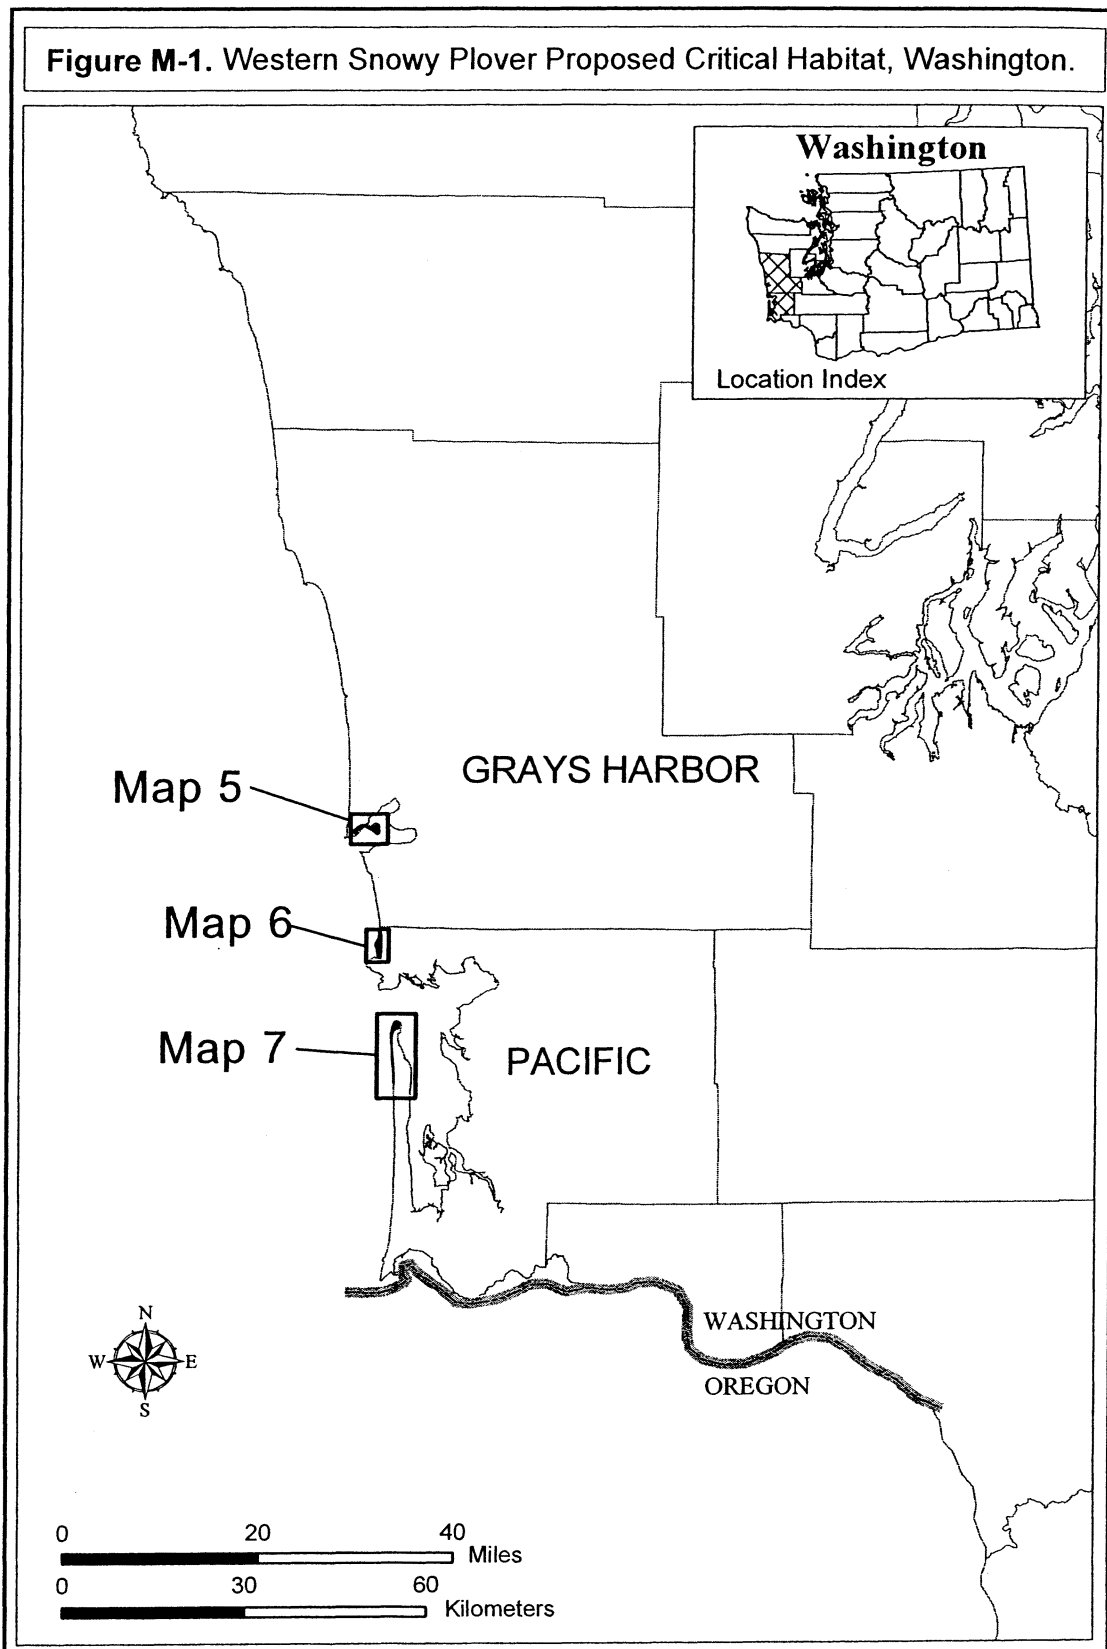 Figure M-1. Western Snowy Plover Proposed Critical Habitat, Washington.
Washington
Location Index
GRAYS HARBOR
Map 5
Map 6
Map 7
PACIFIC
WASHINGTON
OREGON
N
W E
S
0 20 40
Miles
0 30 60
Kilometers